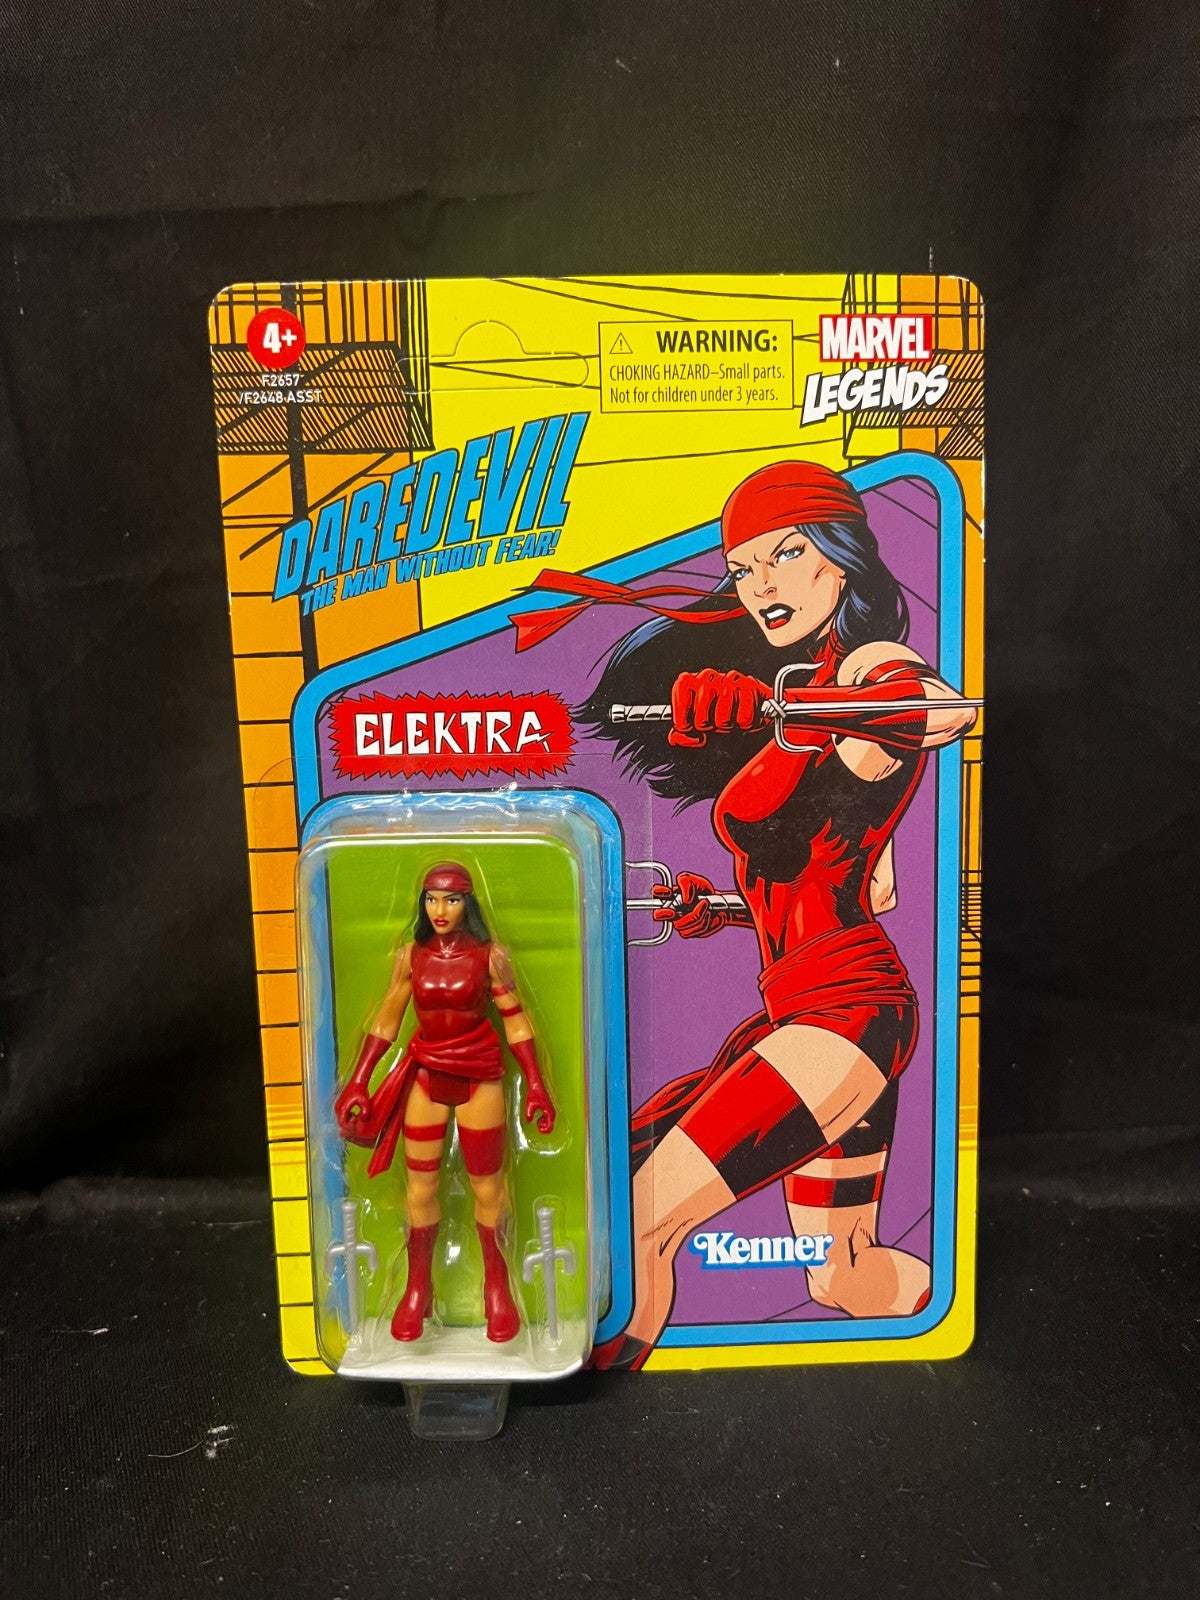 4+
F2657
/F2648 ASST
WARNING:
CHOKING HAZARD–Small parts.
Not for children under 3 years.
MARVEL
LEGENDS
DAREDEVIL
THE MAN WITHOUT FEAR!
ELEKTRA
Kenner